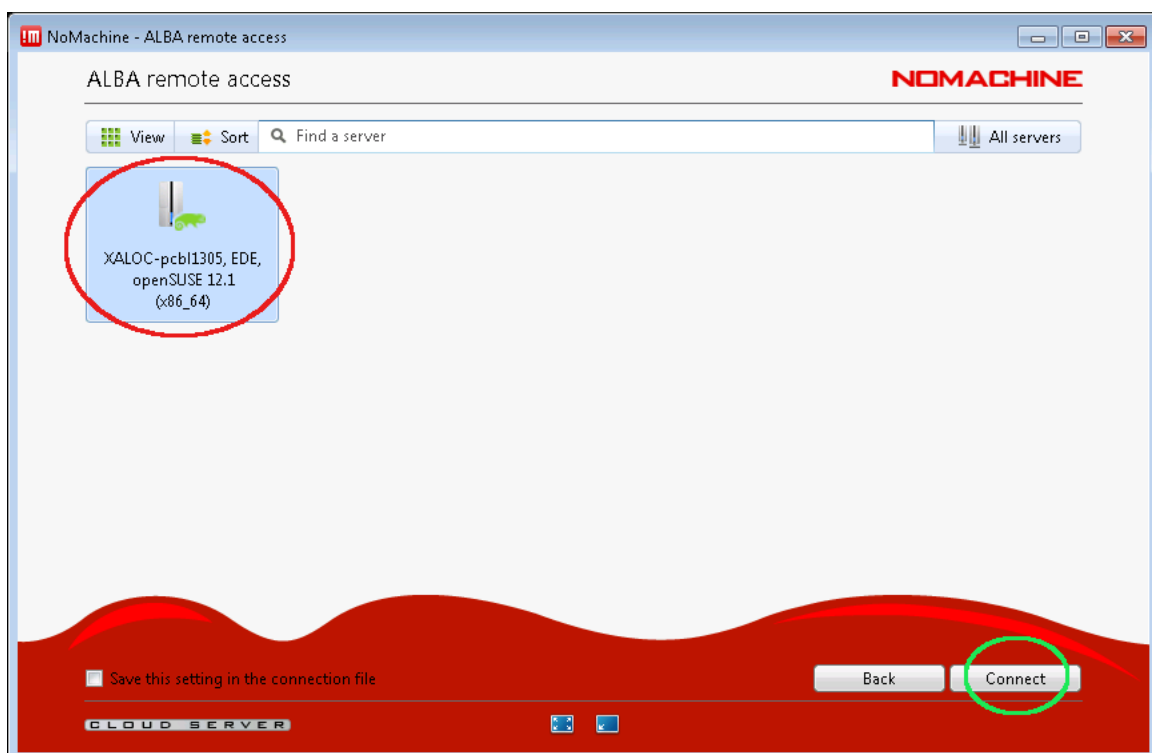 NoMachine - ALBA remote access
ALBA remote access
NOMACHINE
View
Sort
Find a server
All servers
XALOC-pcbl1305, EDE,
openSUSE 12.1
(x86_64)
Save this setting in the connection file
Back
Connect
CLOUD SERVER